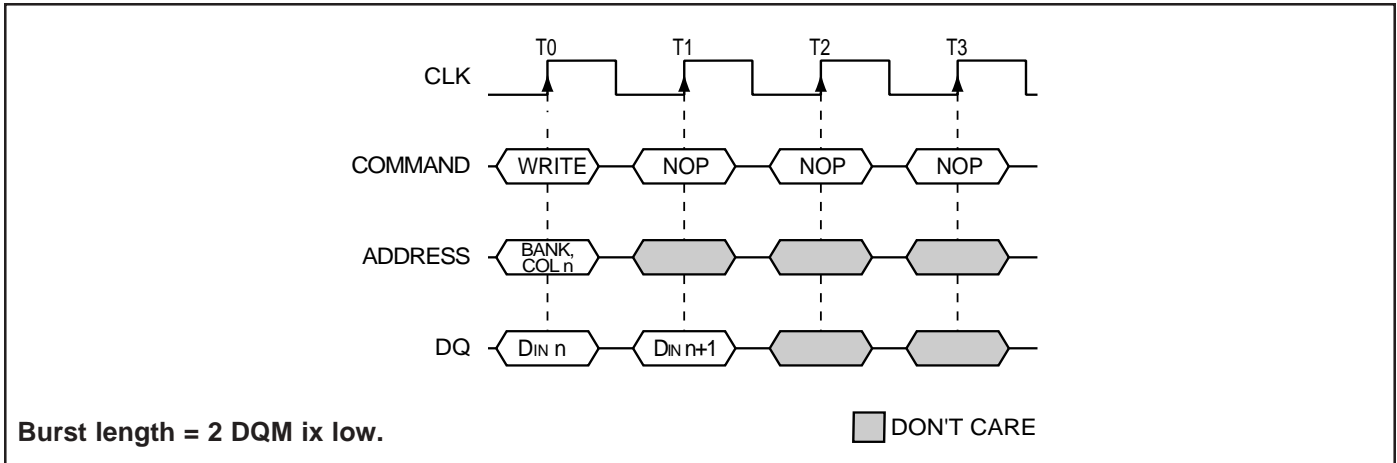 T0 T1 T2 T3
CLK
COMMAND WRITE NOP NOP NOP
ADDRESS BANK, COL n
DQ DIN n DIN n+1
Burst length = 2 DQM ix low.
DON'T CARE